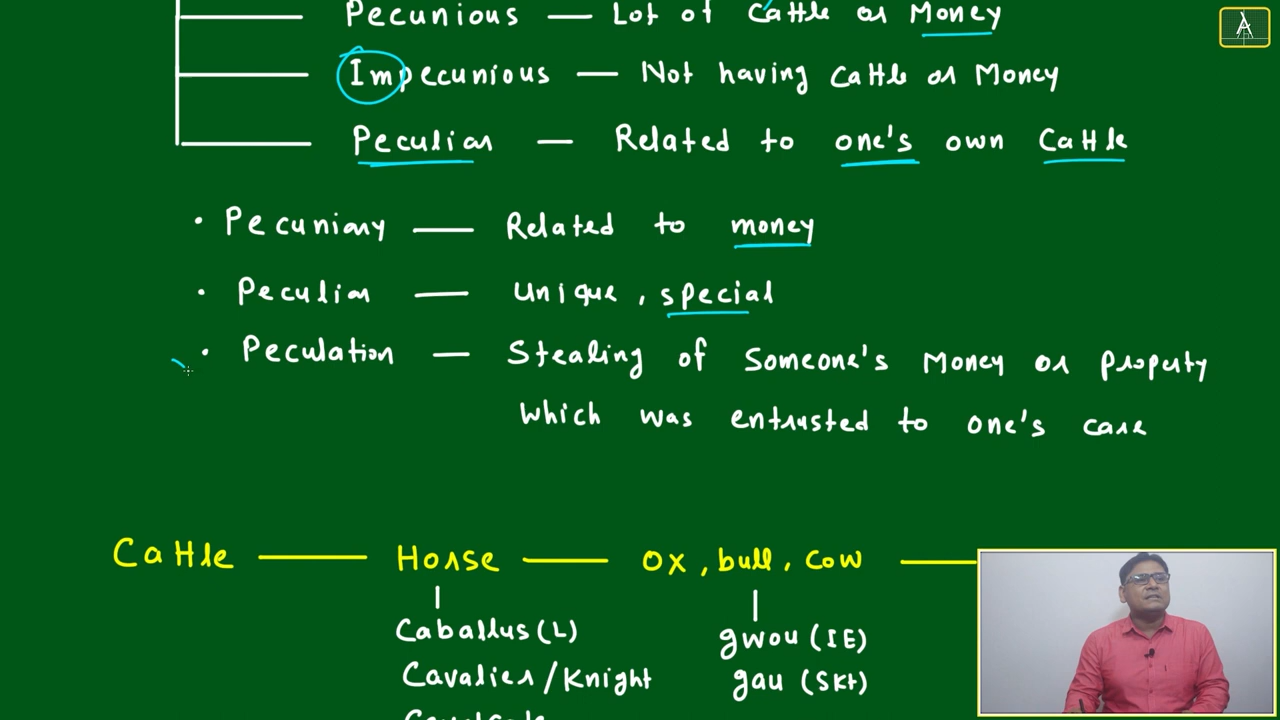 Pecunious — Lot of Cattle or Money
Impecunious — Not having Cattle or Money
Peculiar — Related to one's own Cattle
• Pecuniary — Related to money
• Peculiar — Unique, special
• Peculation — Stealing of Someone's Money or property
which was entrusted to one's care
Cattle — Horse — Ox, bull, Cow —
Caballus (L) gwou (IE)
Cavalier/Knight gau (Skt)